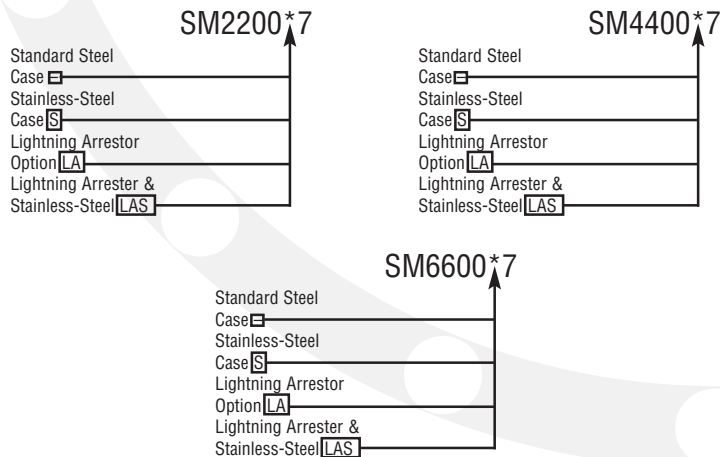 SM2200*7
Standard Steel
Case –
Stainless-Steel
Case S
Lightning Arrestor
Option LA
Lightning Arrester &
Stainless-Steel LAS
SM4400*7
Standard Steel
Case –
Stainless-Steel
Case S
Lightning Arrestor
Option LA
Lightning Arrester &
Stainless-Steel LAS
SM6600*7
Standard Steel
Case –
Stainless-Steel
Case S
Lightning Arrestor
Option LA
Lightning Arrester &
Stainless-Steel LAS